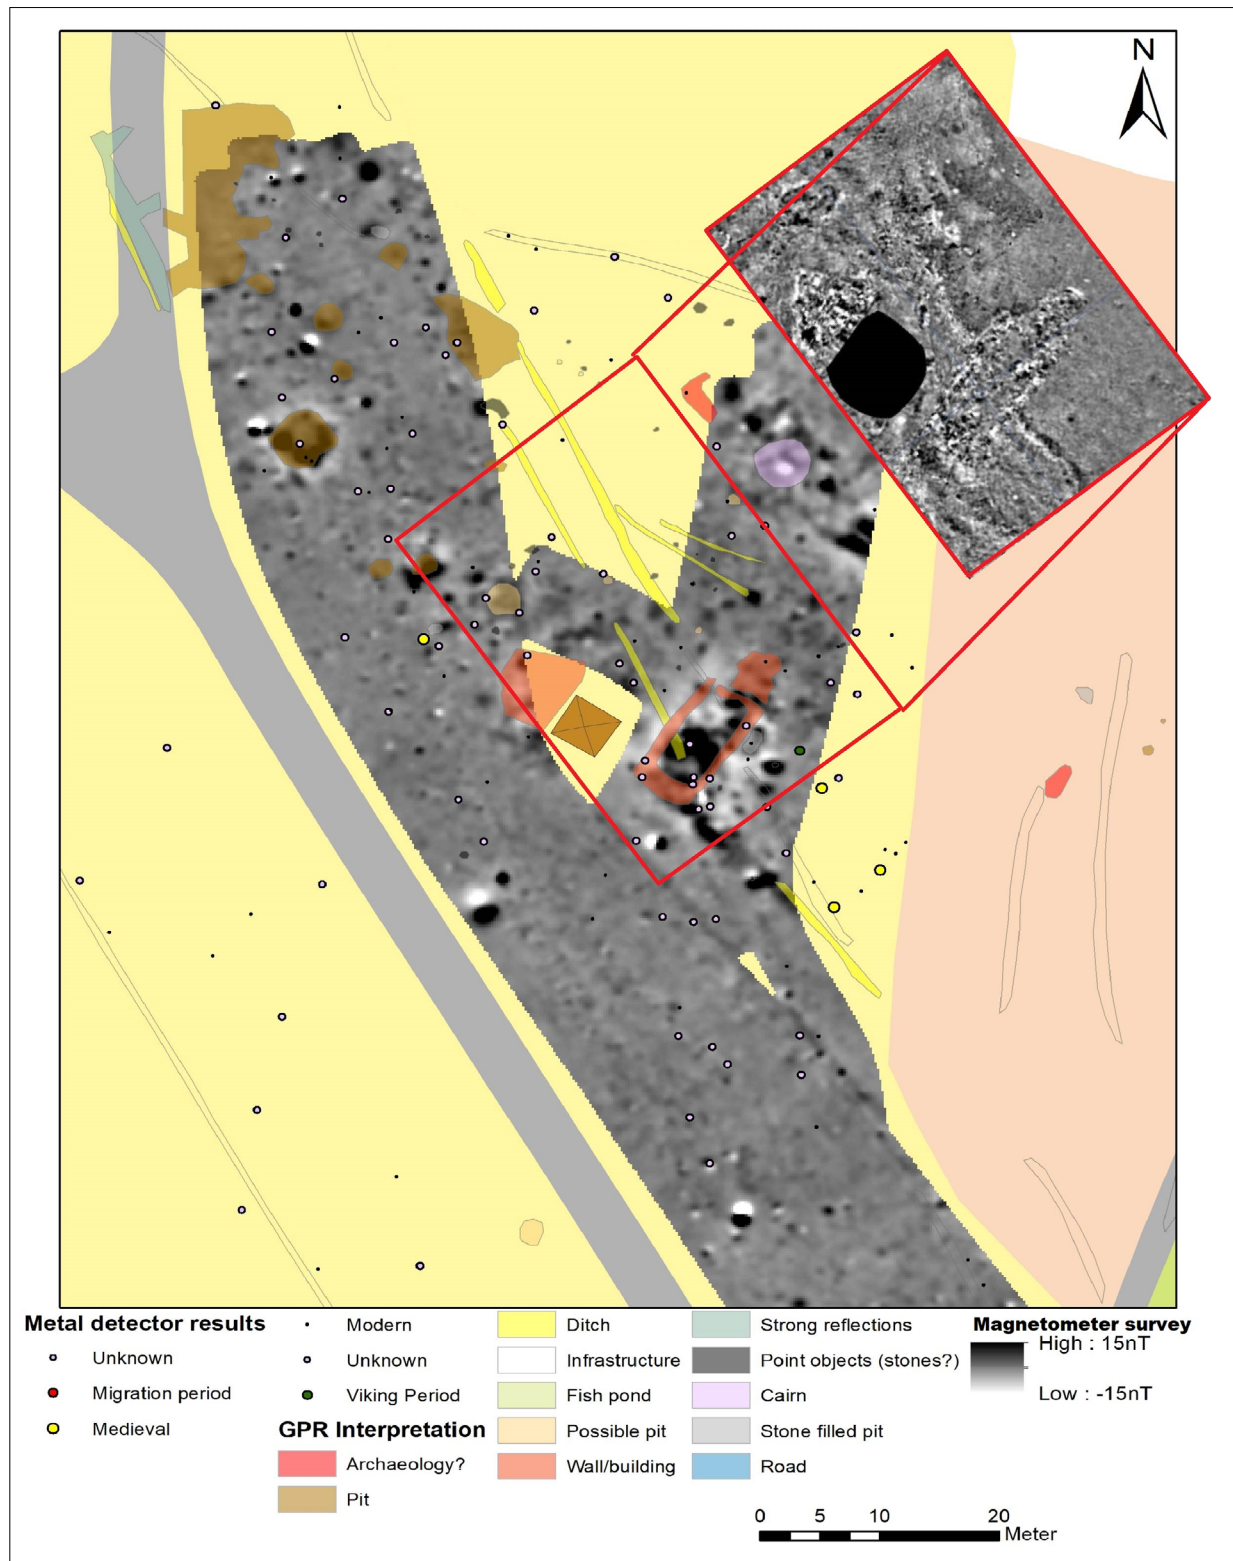 N
Metal detector results
Unknown
Migration period
Medieval
Modern
Unknown
Viking Period
GPR Interpretation
Archaeology?
Pit
Ditch
Infrastructure
Fish pond
Possible pit
Wall/building
Strong reflections
Point objects (stones?)
Cairn
Stone filled pit
Road
Magnetometer survey
High : 15nT
Low : -15nT
0 5 10 20
Meter